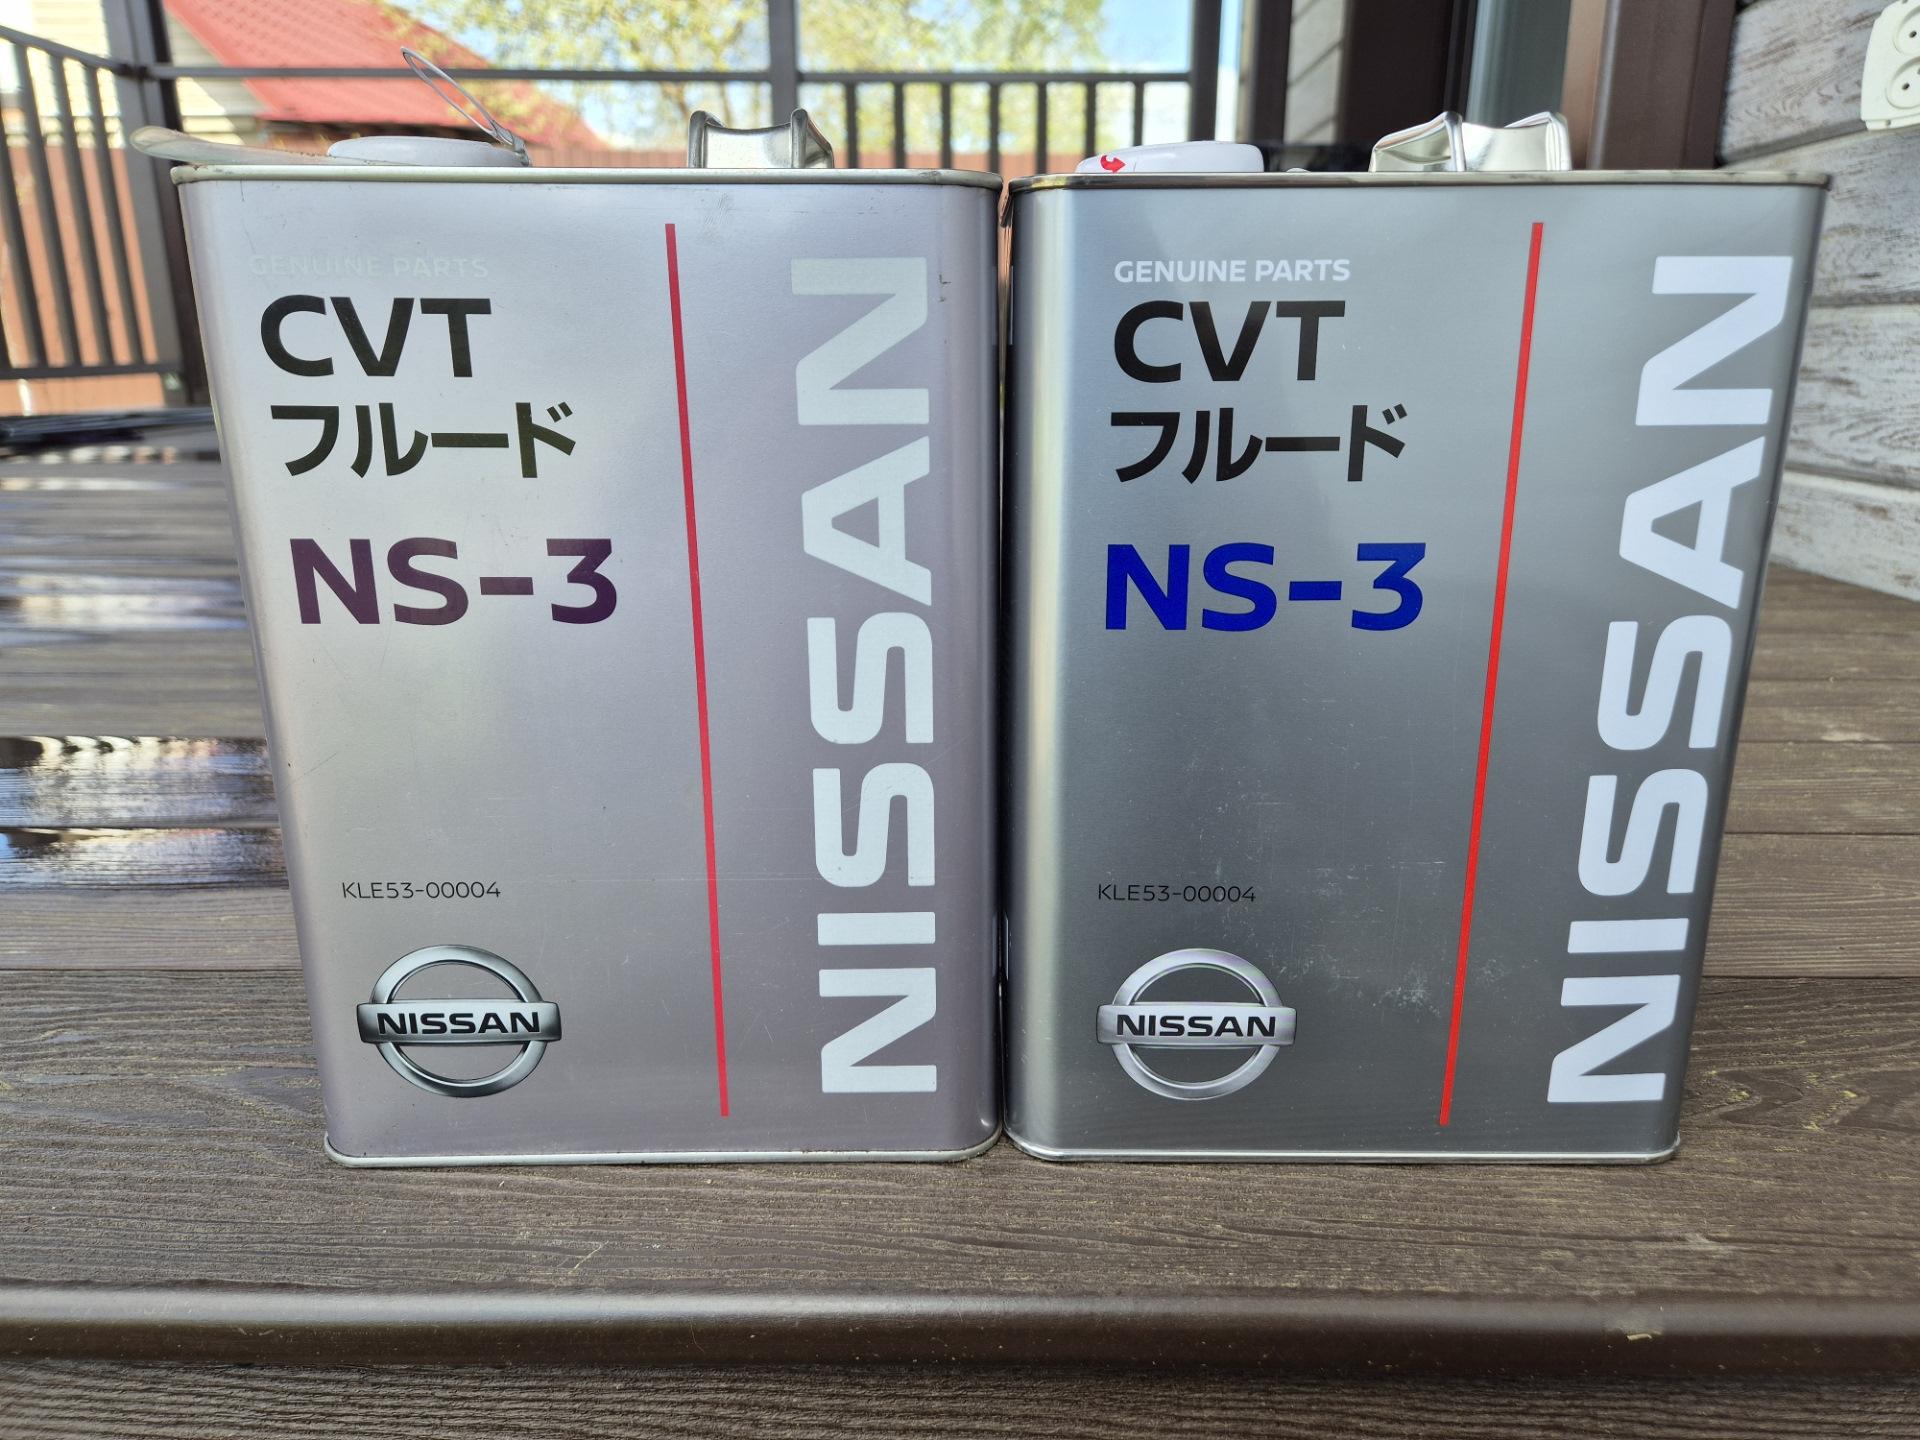 GENUINE PARTS
CVT
フルード
NS-3
KLE53-00004
NISSAN
NISSAN
GENUINE PARTS
CVT
フルード
NS-3
KLE53-00004
NISSAN
NISSAN